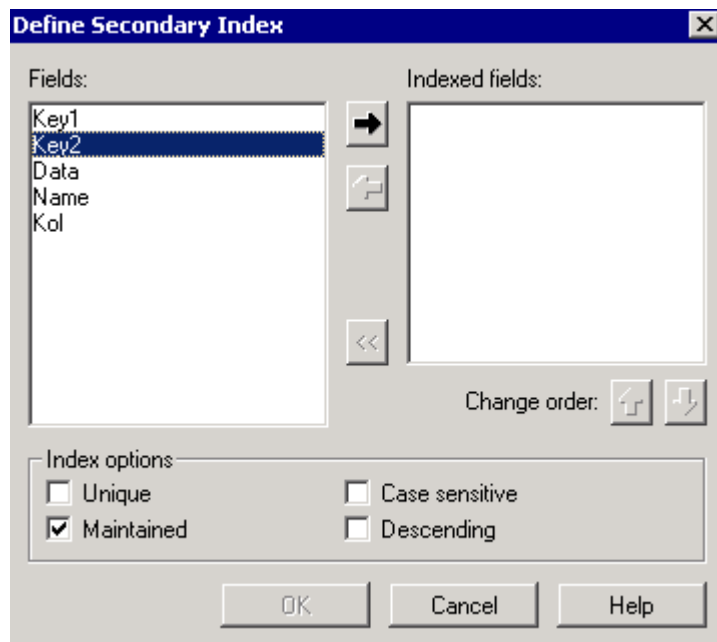 Define Secondary Index
Fields:
Indexed fields:
Key1
Key2
Data
Name
Kol
<<
Change order:
Index options
Unique
Case sensitive
Maintained
Descending
OK
Cancel
Help